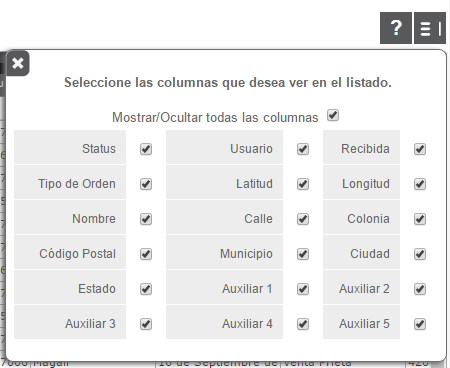 ?
Seleccione las columnas que desea ver en el listado.
Mostrar/Ocultar todas las columnas
Status Usuario Recibida
Tipo de Orden Latitud Longitud
Nombre Calle Colonia
Código Postal Municipio Ciudad
Estado Auxiliar 1 Auxiliar 2
Auxiliar 3 Auxiliar 4 Auxiliar 5